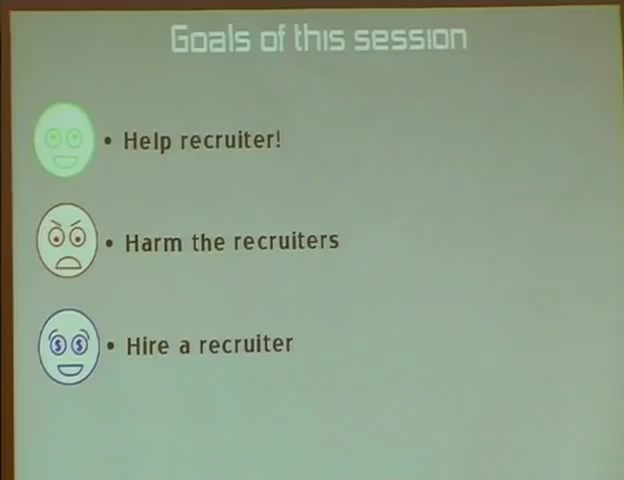 Goals of this session
• Help recruiter!
• Harm the recruiters
• Hire a recruiter